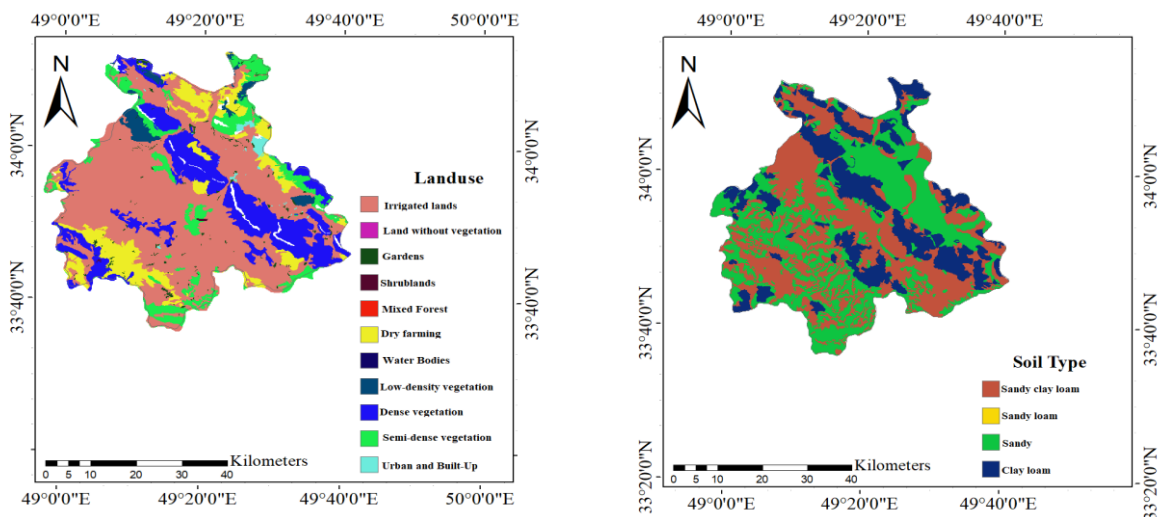 49°0'0"E 49°20'0"E 49°40'0"E 50°0'0"E
N
34°0'0"N
33°40'0"N
34°0'0"N
33°40'0"N
Landuse
Irrigated lands
Land without vegetation
Gardens
Shrublands
Mixed Forest
Dry farming
Water Bodies
Low-density vegetation
Dense vegetation
Semi-dense vegetation
Urban and Built-Up
Kilometers
0 5 10 20 30 40
49°0'0"E 49°20'0"E 49°40'0"E 50°0'0"E
49°0'0"E 49°20'0"E 49°40'0"E
N
34°0'0"N
33°40'0"N
33°20'0"N
34°0'0"N
33°40'0"N
33°20'0"N
Soil Type
Sandy clay loam
Sandy loam
Sandy
Clay loam
Kilometers
0 5 10 20 30 40
49°0'0"E 49°20'0"E 49°40'0"E